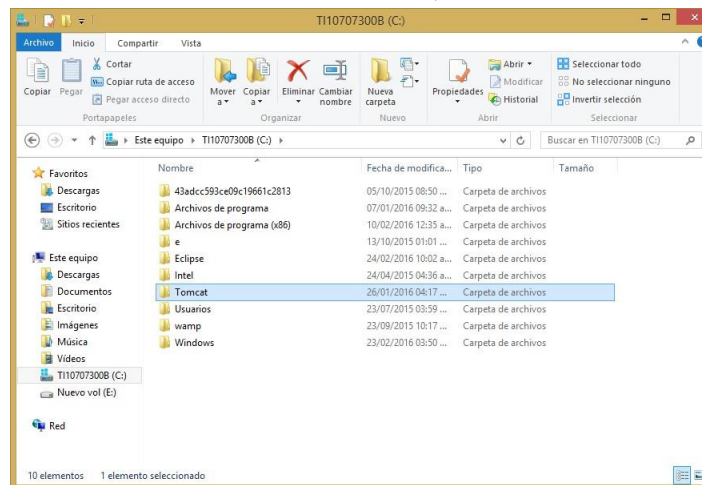 TI10707300B (C:)
Archivo Inicio Compartir Vista
Copiar
Pegar
Cortar
Copiar ruta de acceso
Pegar acceso directo
Mover a
Copiar a
Eliminar
Cambiar nombre
Nueva carpeta
Propiedades
Abrir
Modificar
Historial
Seleccionar todo
No seleccionar ninguno
Invertir selección
Portapapeles Organizar Nuevo Abrir Seleccionar
Este equipo TI10707300B (C:)
Buscar en TI10707300B (C:)
Favoritos
Descargas
Escritorio
Sitios recientes
Este equipo
Descargas
Documentos
Escritorio
Imágenes
Música
Vídeos
TI10707300B (C:)
Nuevo vol (E:)
Red
Nombre Fecha de modifica... Tipo Tamaño
43adcc593ce09c19661c2813 05/10/2015 08:50 ... Carpeta de archivos
Archivos de programa 07/01/2016 09:32 a... Carpeta de archivos
Archivos de programa (x86) 10/02/2016 12:35 a... Carpeta de archivos
e 13/10/2015 01:01 ... Carpeta de archivos
Eclipse 24/02/2016 10:02 a... Carpeta de archivos
Intel 24/04/2015 04:36 a... Carpeta de archivos
Tomcat 26/01/2016 04:17 ... Carpeta de archivos
Usuarios 23/07/2015 03:59 ... Carpeta de archivos
wamp 23/09/2015 10:17 ... Carpeta de archivos
Windows 23/02/2016 03:50 ... Carpeta de archivos
10 elementos 1 elemento seleccionado